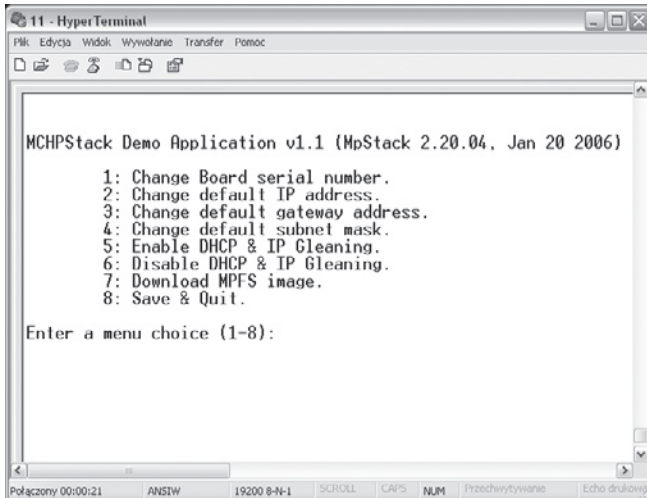 11 - HyperTerminal
Plik Edycja Widok Wywołanie Transfer Pomoc
MCHPStack Demo Application v1.1 (MpStack 2.20.04, Jan 20 2006)
1: Change Board serial number.
2: Change default IP address.
3: Change default gateway address.
4: Change default subnet mask.
5: Enable DHCP & IP Gleaning.
6: Disable DHCP & IP Gleaning.
7: Download MPFS image.
8: Save & Quit.
Enter a menu choice (1-8):
Połączony 00:00:21 ANSIW 19200 8-N-1 SCROLL CAPS NUM Przechwytywanie Echo drukowa